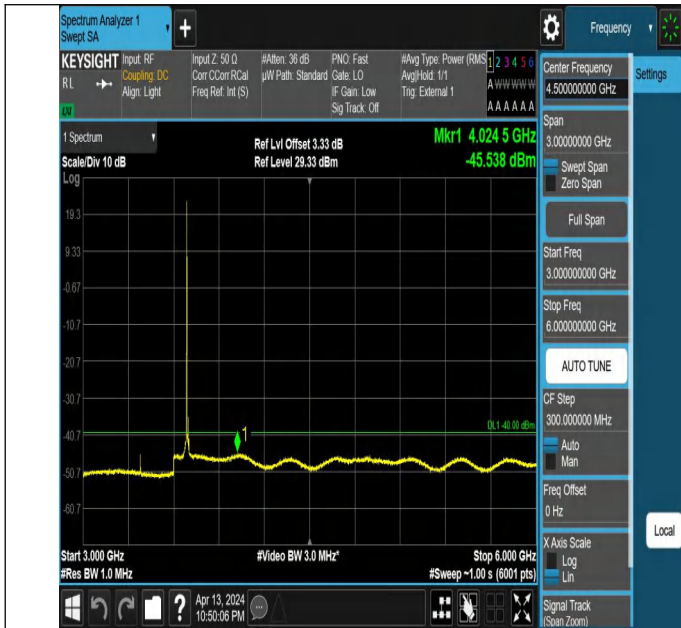 Spectrum Analyzer 1
Swept SA
+
Frequency
KEYSIGHT
RL
Input: RF
Coupling: DC
Align: Light
Input Z: 50 Ω
Corr CCorr RCal
Freq Ref: Int (S)
#Atten: 36 dB
µW Path: Standard
PNO: Fast
Gate: LO
IF Gain: Low
Sig Track: Off
#Avg Type: Power (RMS
Avg|Hold: 1/1
Trig: External 1
1 2 3 4 5 6
A W W W W W
A A A A A A
Center Frequency
4.500000000 GHz
Settings
Span
3.00000000 GHz
Swept Span
Zero Span
Full Span
Start Freq
3.000000000 GHz
Stop Freq
6.000000000 GHz
AUTO TUNE
CF Step
300.000000 MHz
Auto
Man
Freq Offset
0 Hz
X Axis Scale
Log
Lin
Local
Signal Track
(Span Zoom)
1 Spectrum
Scale/Div 10 dB
Log
Ref Lvl Offset 3.33 dB
Ref Level 29.33 dBm
Mkr1 4.024 5 GHz
-45.538 dBm
19.3
9.33
-0.67
-10.7
-20.7
-30.7
-40.7
-50.7
-60.7
DL1 -40.00 dBm
1
Start 3.000 GHz
#Video BW 3.0 MHz*
Stop 6.000 GHz
#Res BW 1.0 MHz
#Sweep ~1.00 s (6001 pts)
?
Apr 13, 2024
10:50:06 PM